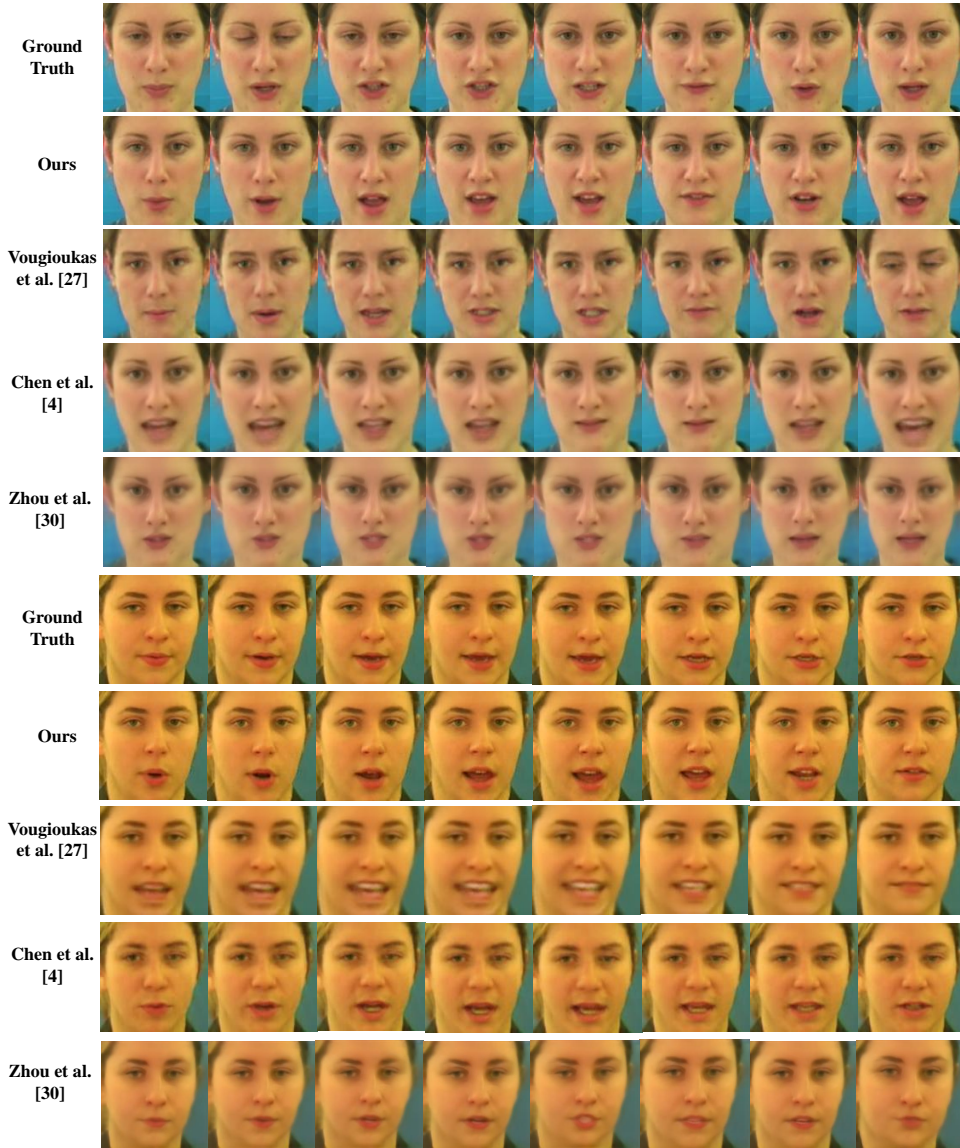 Ground
Truth
Ours
Vougioukas
et al. [27]
Chen et al.
[4]
Zhou et al.
[30]
Ground
Truth
Ours
Vougioukas
et al. [27]
Chen et al.
[4]
Zhou et al.
[30]